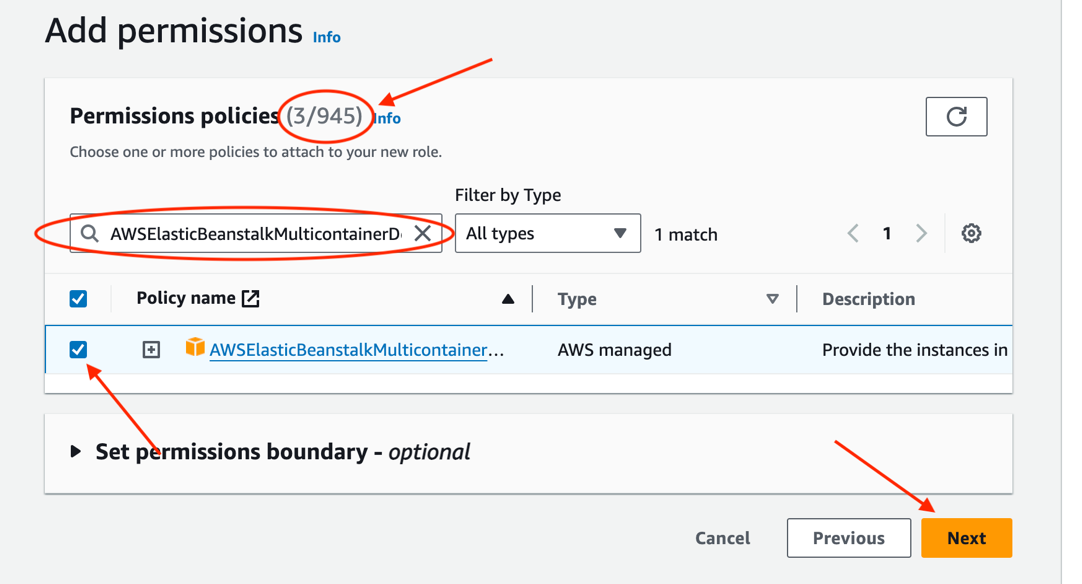 Add permissions Info
Permissions policies (3/945) Info
Choose one or more policies to attach to your new role.
Filter by Type
AWSElasticBeanstalkMulticontainerD
All types
1 match
1
Policy name
Type
Description
AWSElasticBeanstalkMulticontainer...
AWS managed
Provide the instances in
Set permissions boundary - optional
Cancel
Previous
Next